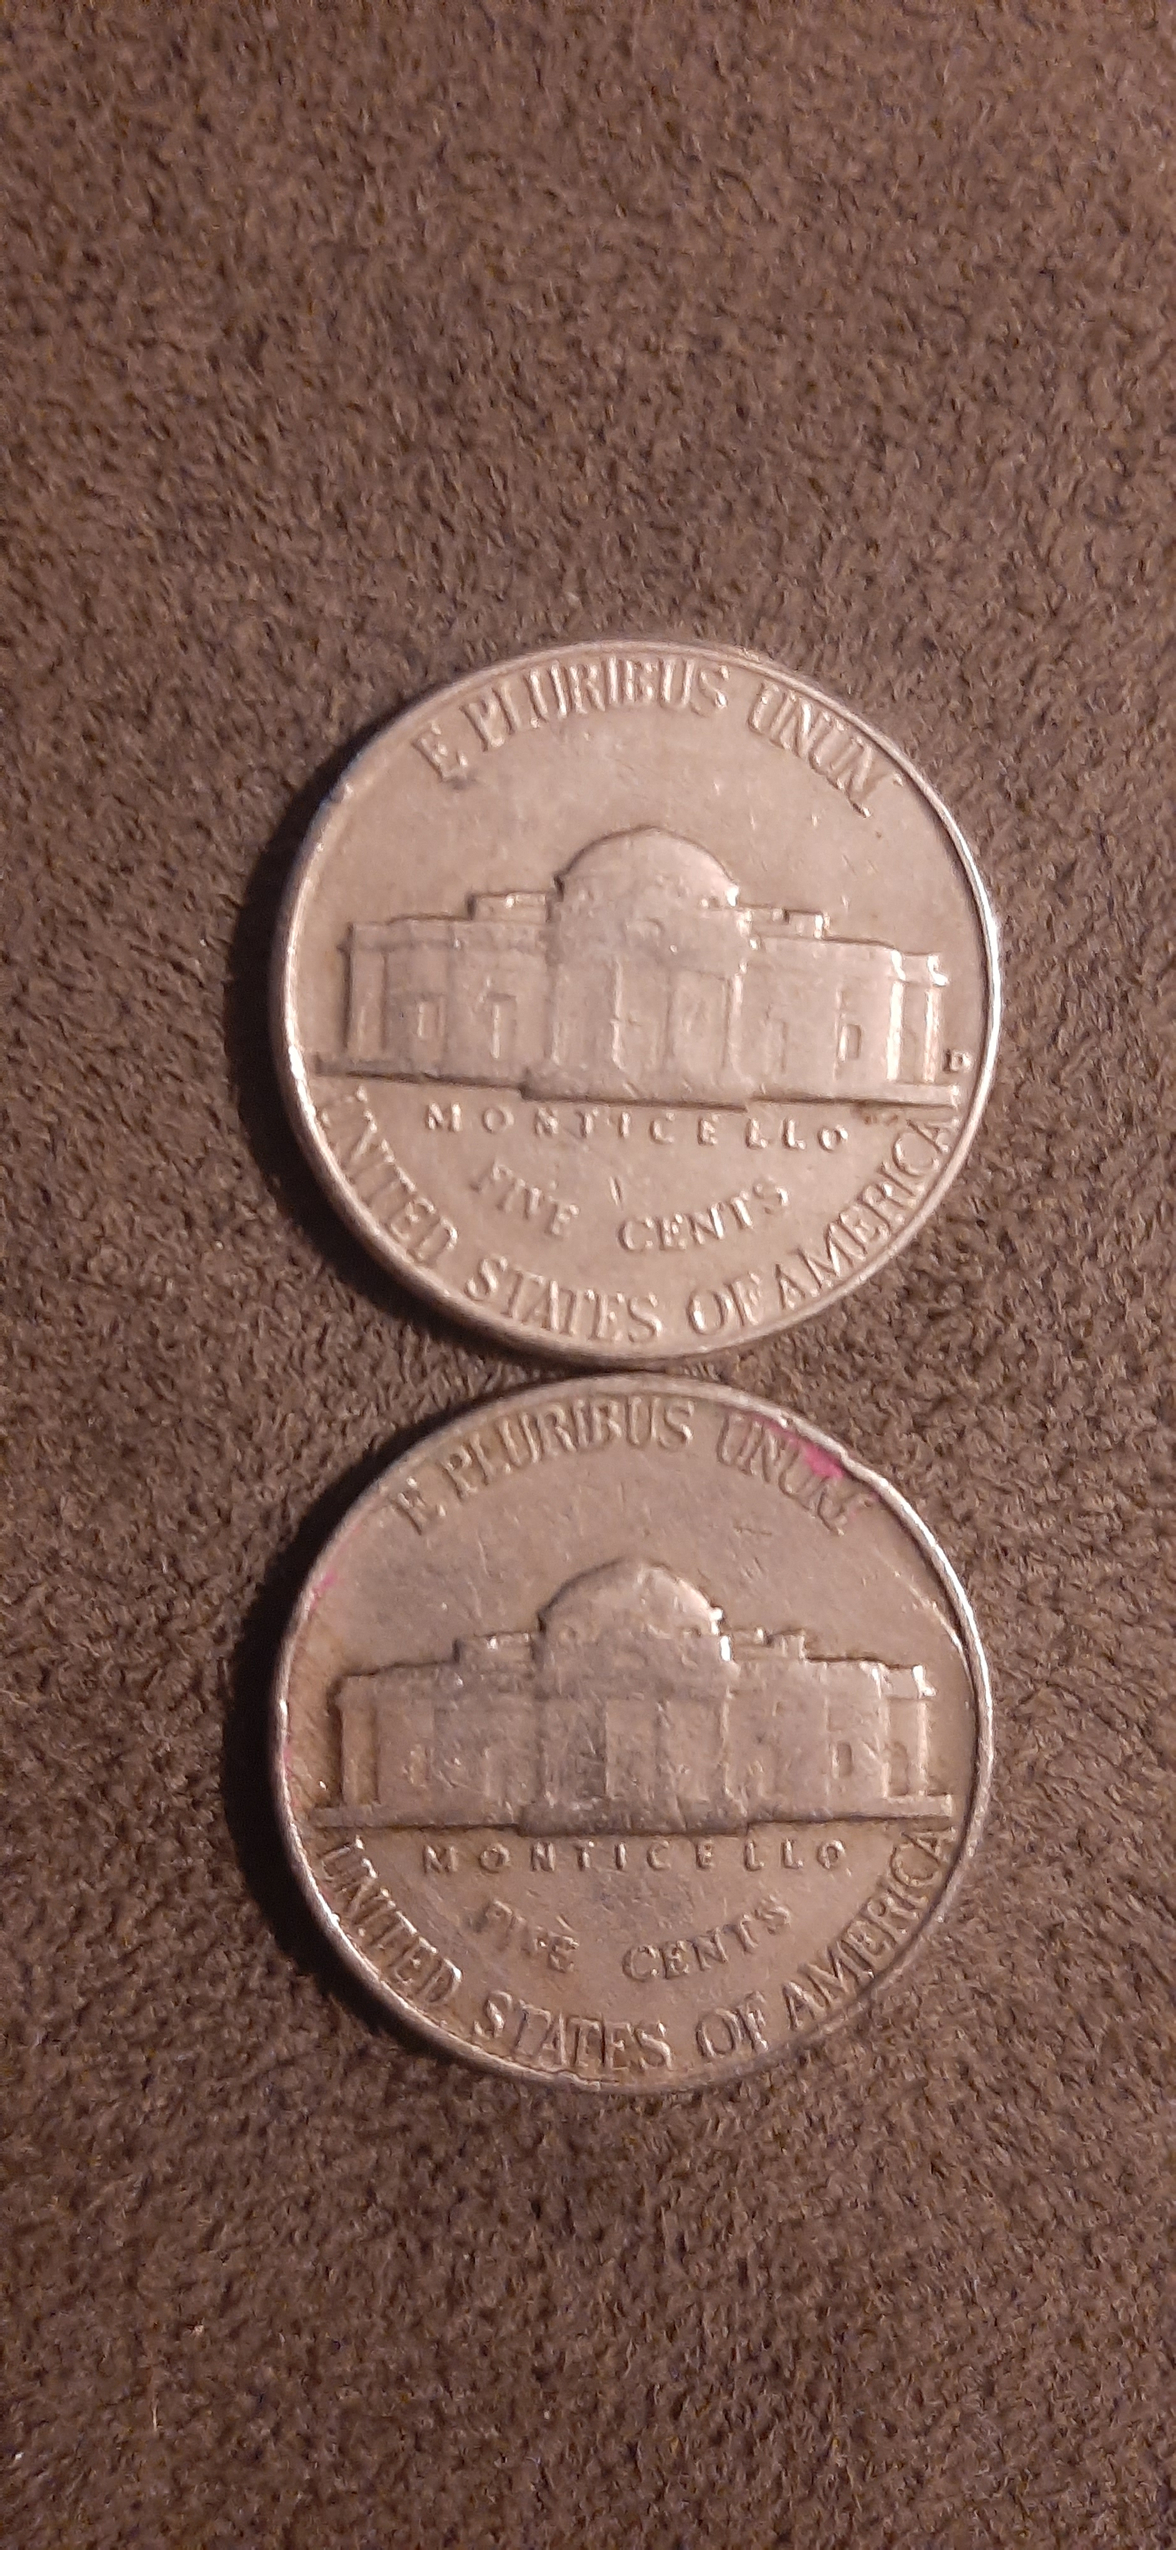 E PLURIBUS UNUM
D
MONTICELLO
FIVE CENTS
UNITED STATES OF AMERICA
E PLURIBUS UNUM
MONTICELLO
FIVE CENTS
UNITED STATES OF AMERICA